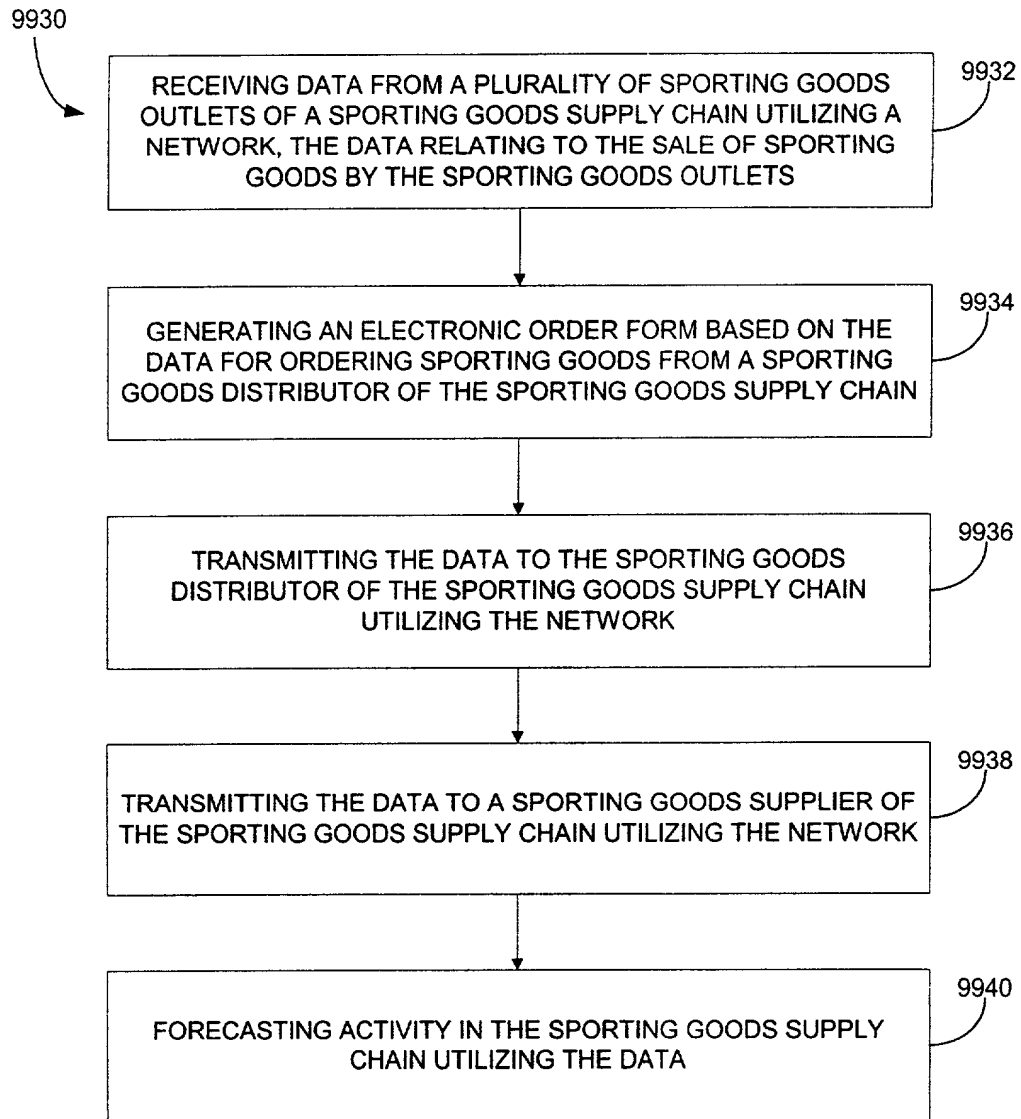 9930
RECEIVING DATA FROM A PLURALITY OF SPORTING GOODS
OUTLETS OF A SPORTING GOODS SUPPLY CHAIN UTILIZING A
NETWORK, THE DATA RELATING TO THE SALE OF SPORTING
GOODS BY THE SPORTING GOODS OUTLETS
9932
GENERATING AN ELECTRONIC ORDER FORM BASED ON THE
DATA FOR ORDERING SPORTING GOODS FROM A SPORTING
GOODS DISTRIBUTOR OF THE SPORTING GOODS SUPPLY CHAIN
9934
TRANSMITTING THE DATA TO THE SPORTING GOODS
DISTRIBUTOR OF THE SPORTING GOODS SUPPLY CHAIN
UTILIZING THE NETWORK
9936
TRANSMITTING THE DATA TO A SPORTING GOODS SUPPLIER OF
THE SPORTING GOODS SUPPLY CHAIN UTILIZING THE NETWORK
9938
FORECASTING ACTIVITY IN THE SPORTING GOODS SUPPLY
CHAIN UTILIZING THE DATA
9940